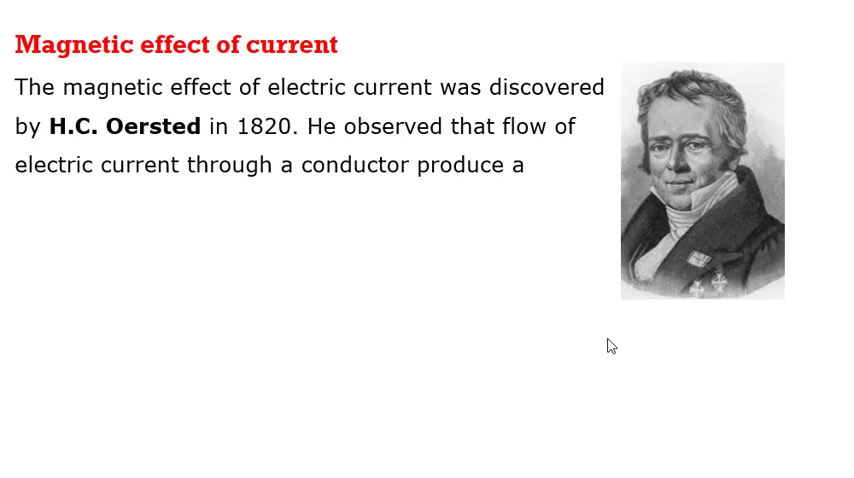 Magnetic effect of current
The magnetic effect of electric current was discovered
by H.C. Oersted in 1820. He observed that flow of
electric current through a conductor produce a